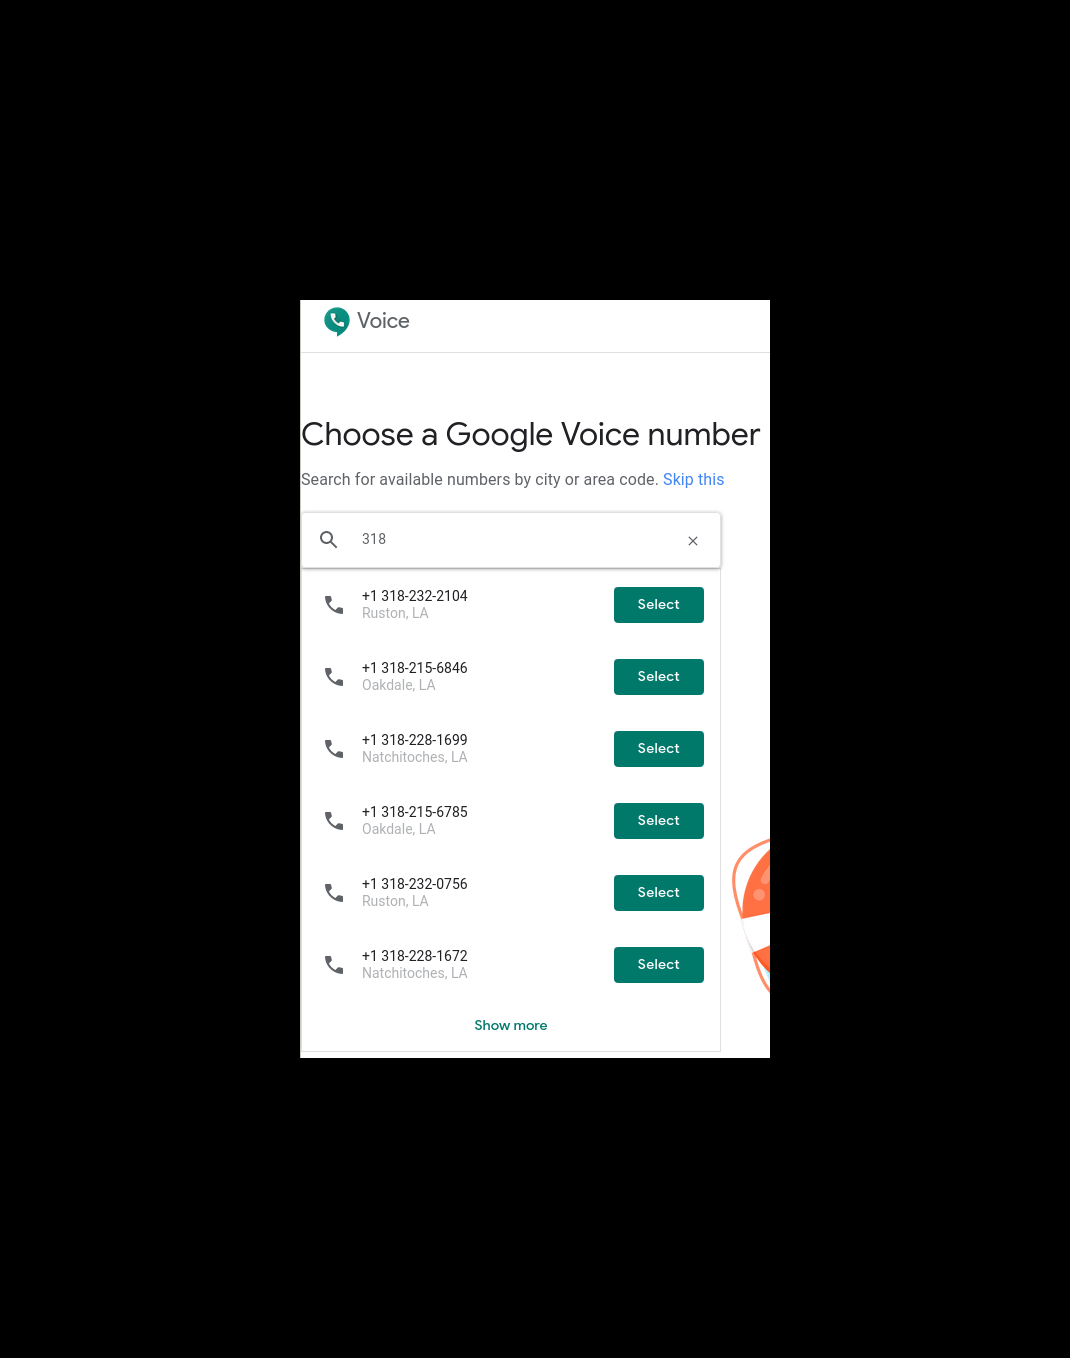 Voice
Choose a Google Voice number
Search for available numbers by city or area code. Skip this
318
+1 318-232-2104
Ruston, LA
Select
+1 318-215-6846
Oakdale, LA
Select
+1 318-228-1699
Natchitoches, LA
Select
+1 318-215-6785
Oakdale, LA
Select
+1 318-232-0756
Ruston, LA
Select
+1 318-228-1672
Natchitoches, LA
Select
Show more